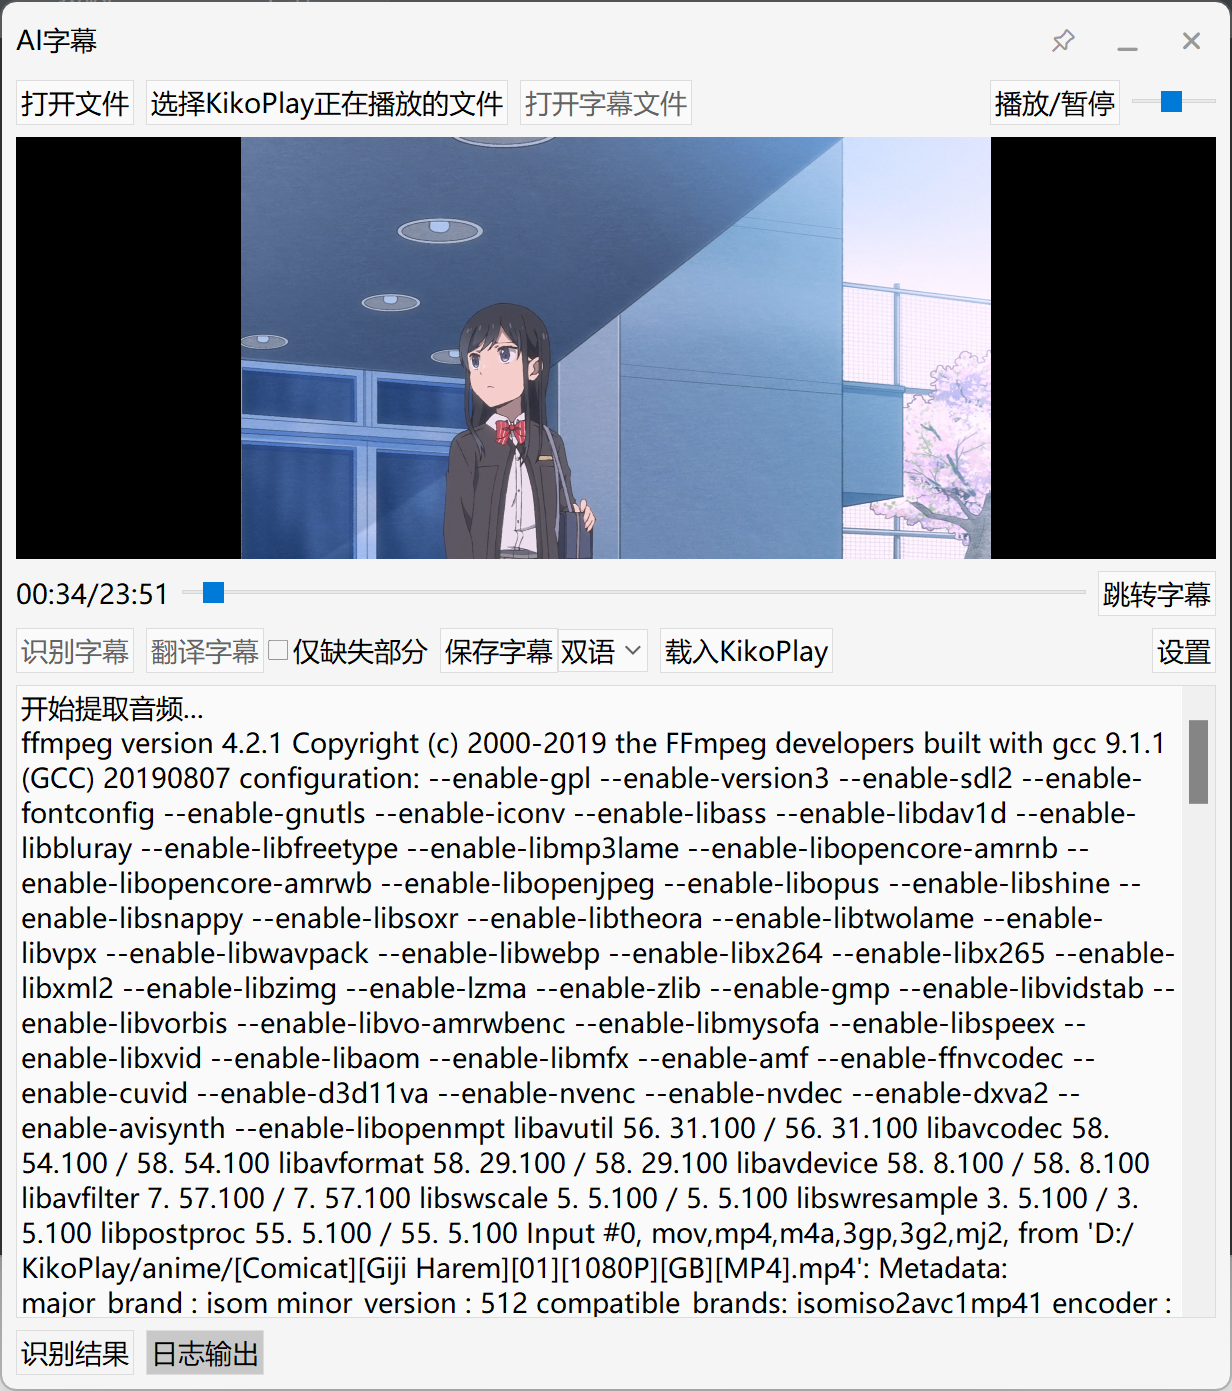 AI字幕
打开文件 选择KikoPlay正在播放的文件 打开字幕文件 播放/暂停
00:34/23:51 跳转字幕
识别字幕 翻译字幕 仅缺失部分 保存字幕 双语 载入KikoPlay 设置
开始提取音频...
ffmpeg version 4.2.1 Copyright (c) 2000-2019 the FFmpeg developers built with gcc 9.1.1
(GCC) 20190807 configuration: --enable-gpl --enable-version3 --enable-sdl2 --enable-
fontconfig --enable-gnutls --enable-iconv --enable-libass --enable-libdav1d --enable-
libbluray --enable-libfreetype --enable-libmp3lame --enable-libopencore-amrnb --
enable-libopencore-amrwb --enable-libopenjpeg --enable-libopus --enable-libshine --
enable-libsnappy --enable-libsoxr --enable-libtheora --enable-libtwolame --enable-
libvpx --enable-libwavpack --enable-libwebp --enable-libx264 --enable-libx265 --enable-
libxml2 --enable-libzimg --enable-lzma --enable-zlib --enable-gmp --enable-libvidstab --
enable-libvorbis --enable-libvo-amrwbenc --enable-libmysofa --enable-libspeex --
enable-libxvid --enable-libaom --enable-libmfx --enable-amf --enable-ffnvcodec --
enable-cuvid --enable-d3d11va --enable-nvenc --enable-nvdec --enable-dxva2 --
enable-avisynth --enable-libopenmpt libavutil 56. 31.100 / 56. 31.100 libavcodec 58.
54.100 / 58. 54.100 libavformat 58. 29.100 / 58. 29.100 libavdevice 58. 8.100 / 58. 8.100
libavfilter 7. 57.100 / 7. 57.100 libswscale 5. 5.100 / 5. 5.100 libswresample 3. 5.100 / 3.
5.100 libpostproc 55. 5.100 / 55. 5.100 Input #0, mov,mp4,m4a,3gp,3g2,mj2, from 'D:/
KikoPlay/anime/[Comicat][Giji Harem][01][1080P][GB][MP4].mp4': Metadata:
major_brand : isom minor_version : 512 compatible_brands: isomiso2avc1mp41 encoder :
识别结果 日志输出